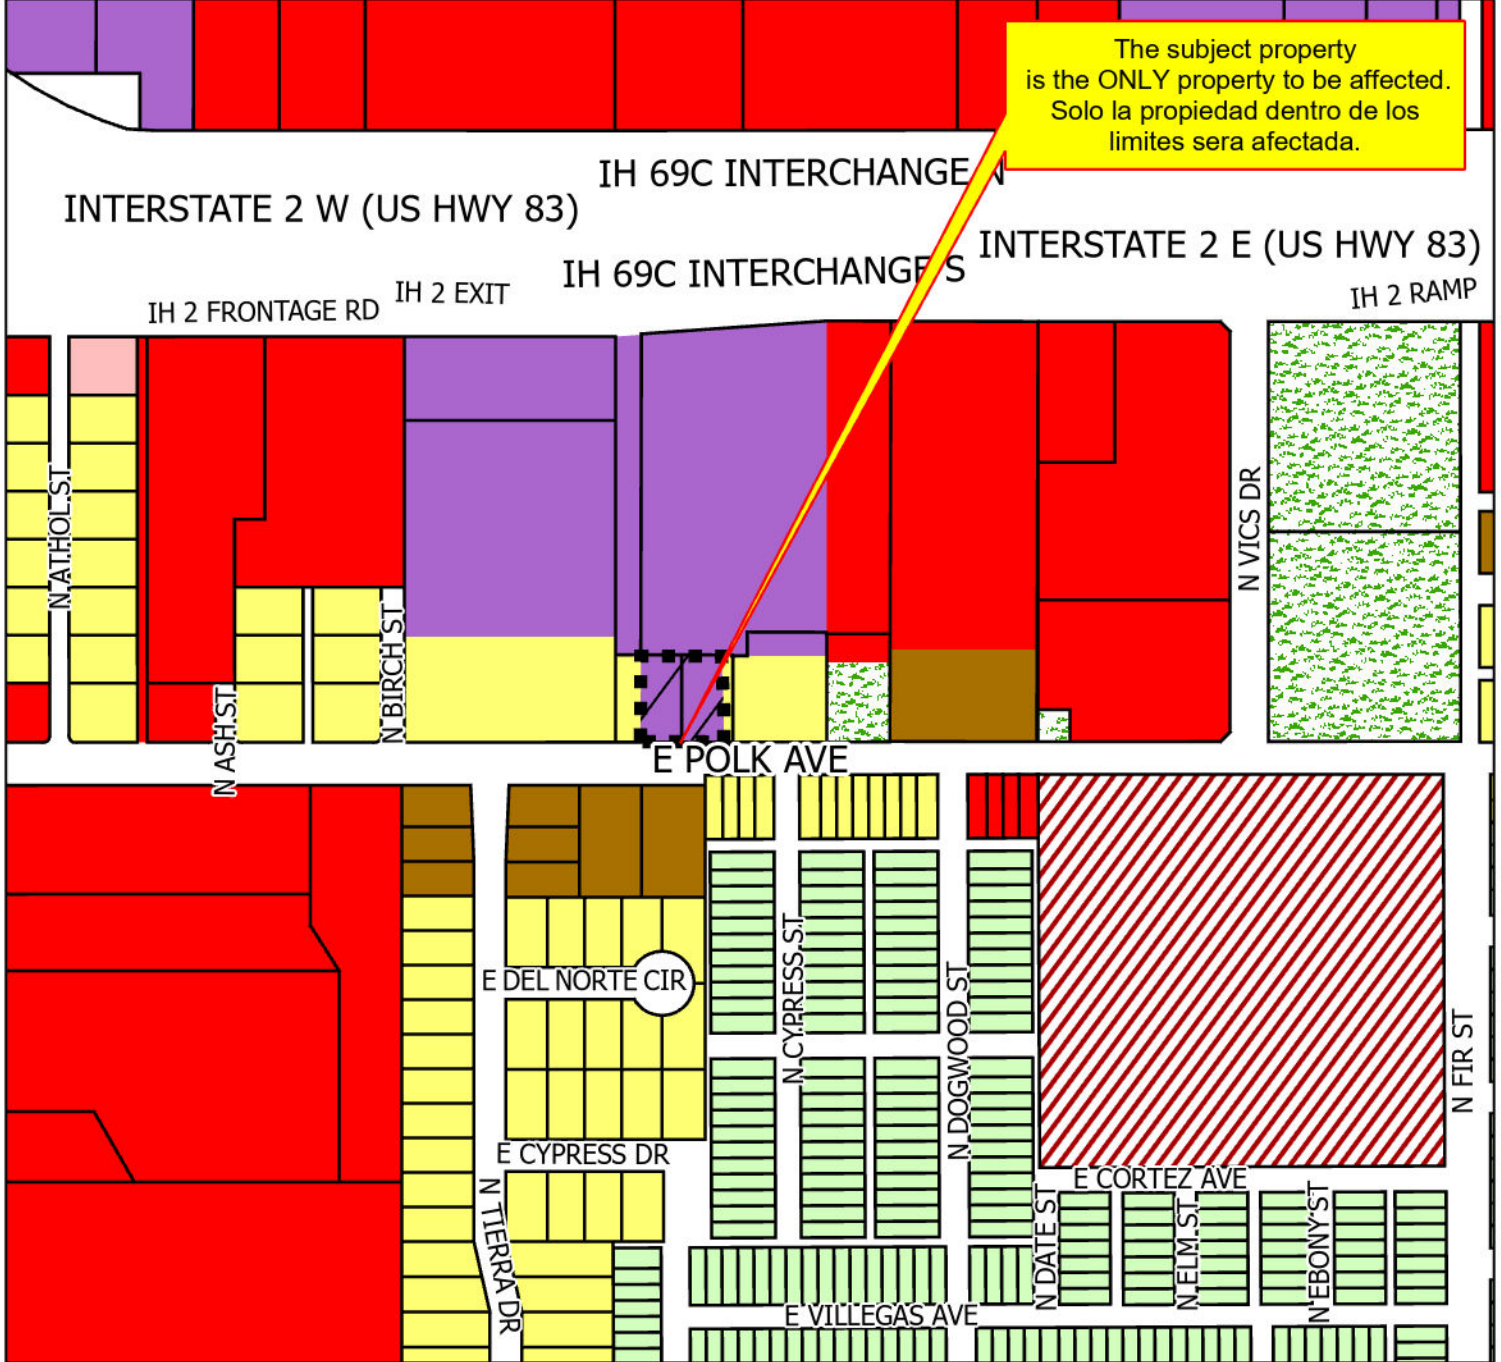 The subject property
is the ONLY property to be affected.
Solo la propiedad dentro de los
limites sera afectada.
IH 69C INTERCHANGE N
INTERSTATE 2 W (US HWY 83)
INTERSTATE 2 E (US HWY 83)
IH 69C INTERCHANGE S
IH 2 EXIT
IH 2 RAMP
IH 2 FRONTAGE RD
N ATHOL ST
N VICS DR
N BIRCH ST
N ASH ST
E POLK AVE
N CYPRESS ST
E DEL NORTE CIR
N DOGWOOD ST
N FIR ST
E CYPRESS DR
E CORTEZ AVE
N TIERRA DR
N DATE ST
N ELM ST
N EBONY ST
E VILLEGAS AVE